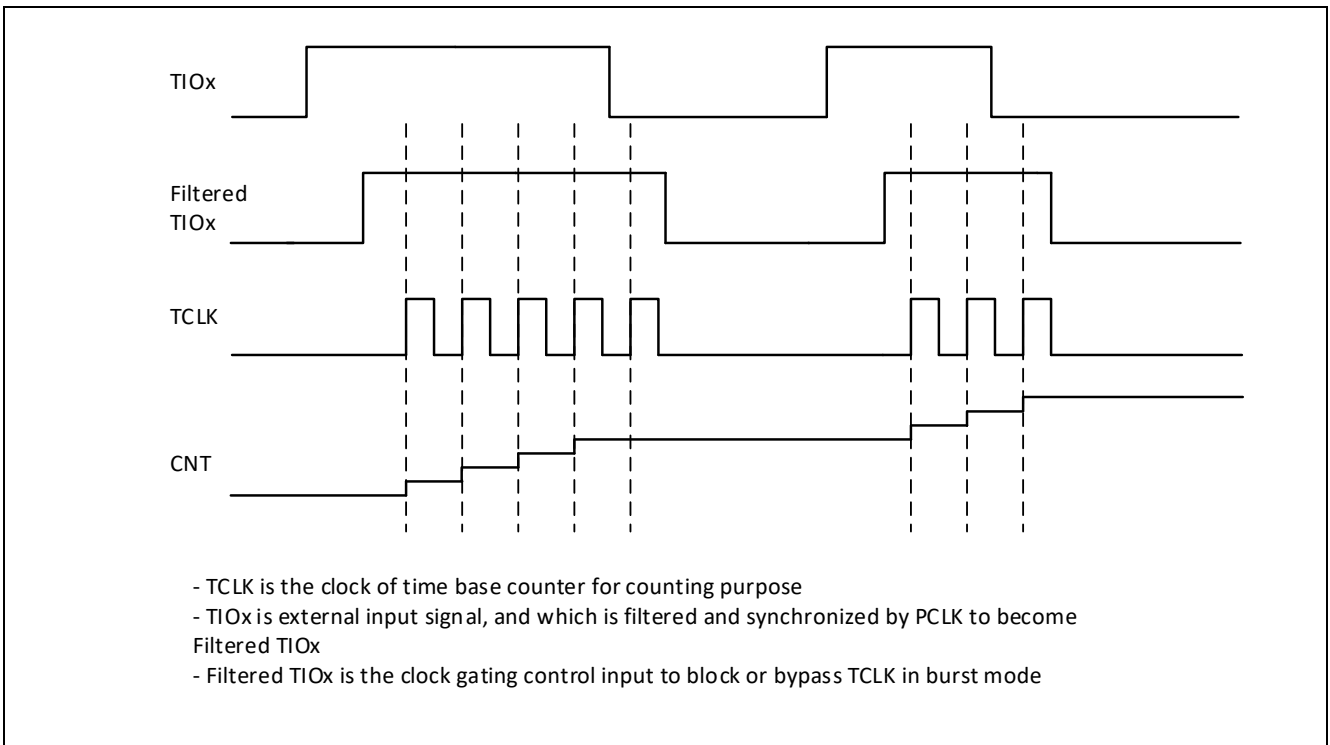 TIOx
Filtered
TIOx
TCLK
CNT
- TCLK is the clock of time base counter for counting purpose
- TIOx is external input signal, and which is filtered and synchronized by PCLK to become
Filtered TIOx
- Filtered TIOx is the clock gating control input to block or bypass TCLK in burst mode